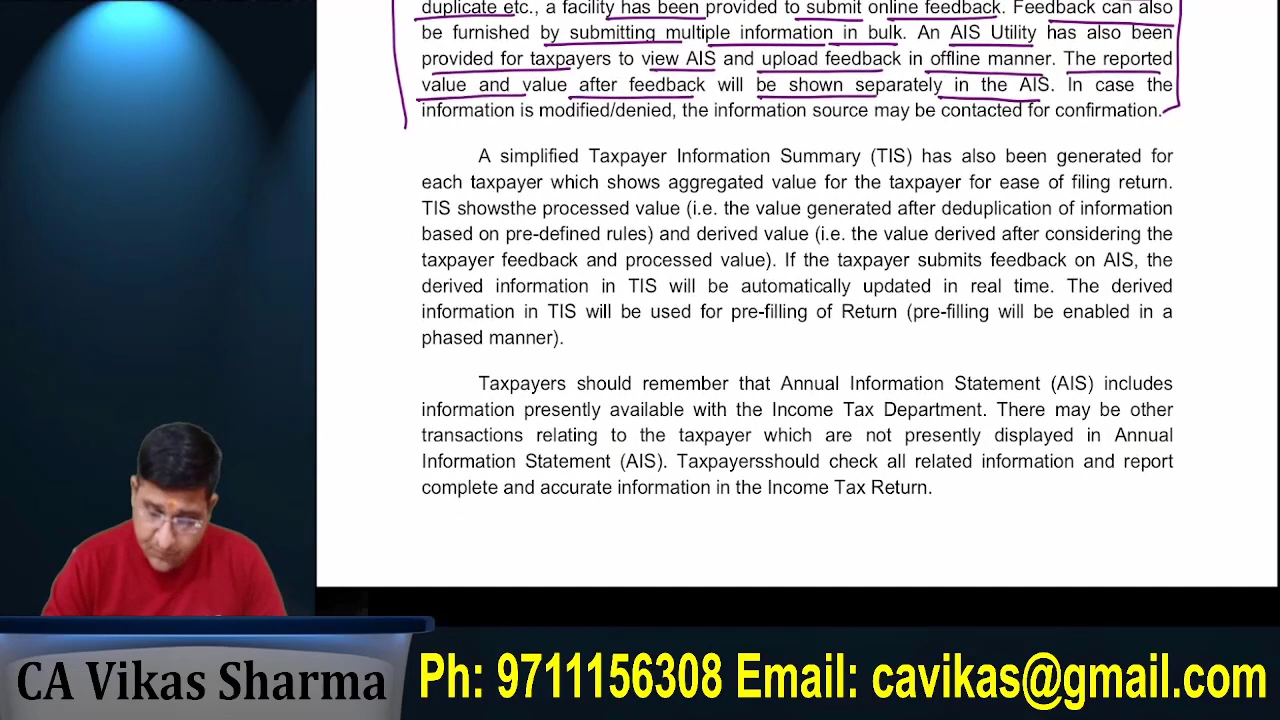 duplicate etc., a facility has been provided to submit online feedback. Feedback can also
be furnished by submitting multiple information in bulk. An AIS Utility has also been
provided for taxpayers to view AIS and upload feedback in offline manner. The reported
value and value after feedback will be shown separately in the AIS. In case the
information is modified/denied, the information source may be contacted for confirmation.
A simplified Taxpayer Information Summary (TIS) has also been generated for
each taxpayer which shows aggregated value for the taxpayer for ease of filing return.
TIS showsthe processed value (i.e. the value generated after deduplication of information
based on pre-defined rules) and derived value (i.e. the value derived after considering the
taxpayer feedback and processed value). If the taxpayer submits feedback on AIS, the
derived information in TIS will be automatically updated in real time. The derived
information in TIS will be used for pre-filling of Return (pre-filling will be enabled in a
phased manner).
Taxpayers should remember that Annual Information Statement (AIS) includes
information presently available with the Income Tax Department. There may be other
transactions relating to the taxpayer which are not presently displayed in Annual
Information Statement (AIS). Taxpayersshould check all related information and report
complete and accurate information in the Income Tax Return.
CA Vikas Sharma
Ph: 9711156308 Email: cavikas@gmail.com